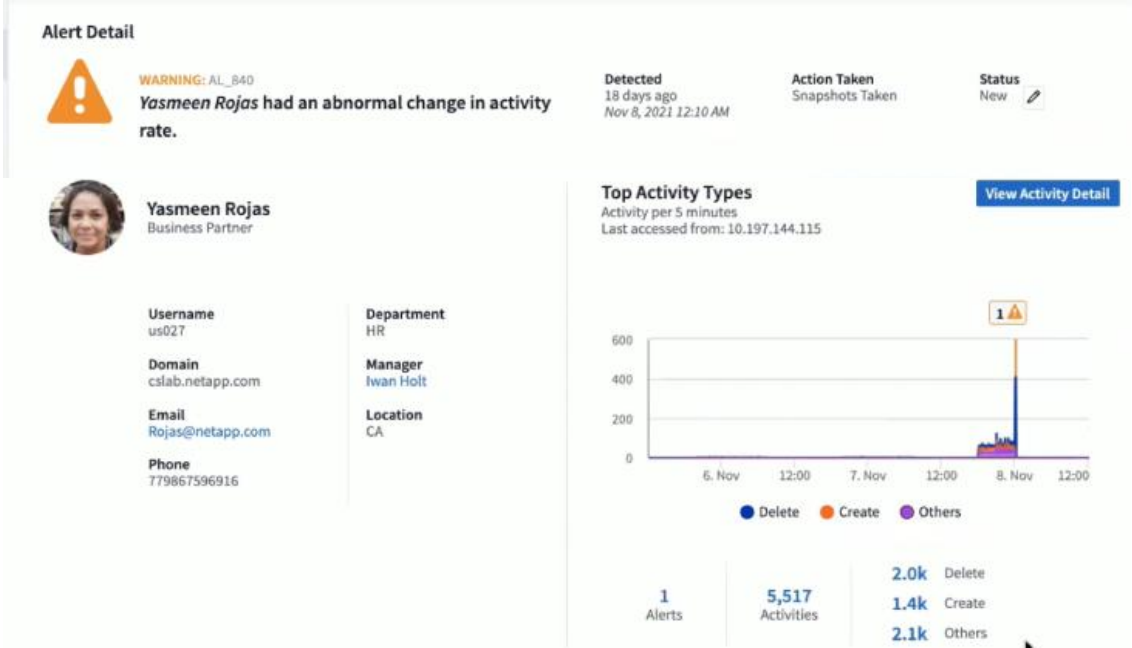 Alert Detail
WARNING: AL_840
Yasmeen Rojas had an abnormal change in activity
rate.
Detected
18 days ago
Nov 8, 2021 12:10 AM
Action Taken
Snapshots Taken
Status
New
Yasmeen Rojas
Business Partner
Username
us027
Domain
cslab.netapp.com
Email
Rojas@netapp.com
Phone
779867596916
Department
HR
Manager
Iwan Holt
Location
CA
Top Activity Types
Activity per 5 minutes
Last accessed from: 10.197.144.115
View Activity Detail
1
600
400
200
0
6. Nov 12:00 7. Nov 12:00 8. Nov 12:00
Delete Create Others
1
Alerts
5,517
Activities
2.0k Delete
1.4k Create
2.1k Others